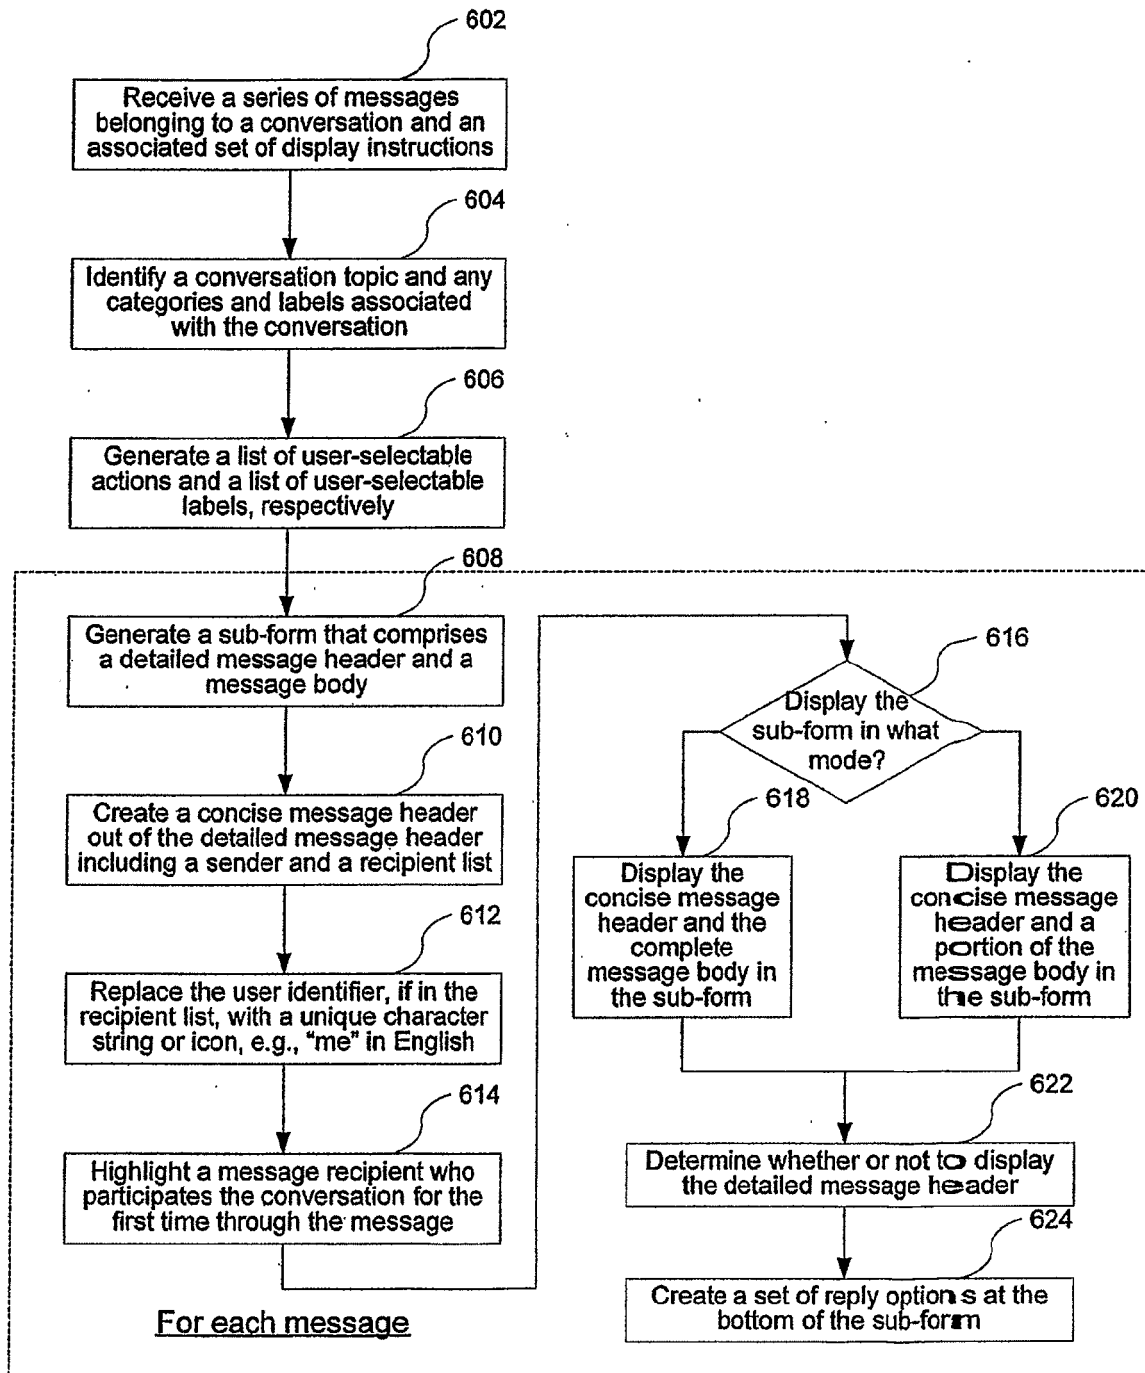 602
Receive a series of messages
belonging to a conversation and an
associated set of display instructions
604
Identify a conversation topic and any
categories and labels associated
with the conversation
606
Generate a list of user-selectable
actions and a list of user-selectable
labels, respectively
608
Generate a sub-form that comprises
a detailed message header and a
message body
610
Create a concise message header
out of the detailed message header
including a sender and a recipient list
612
Replace the user identifier, if in the
recipient list, with a unique character
string or icon, e.g., "me" in English
614
Highlight a message recipient who
participates the conversation for the
first time through the message
For each message
616
Display the
sub-form in what
mode?
618
Display the
concise message
header and the
complete
message body in
the sub-form
620
Display the
concise message
header and a
portion of the
message body in
the sub-form
622
Determine whether or not to display
the detailed message header
624
Create a set of reply options at the
bottom of the sub-form